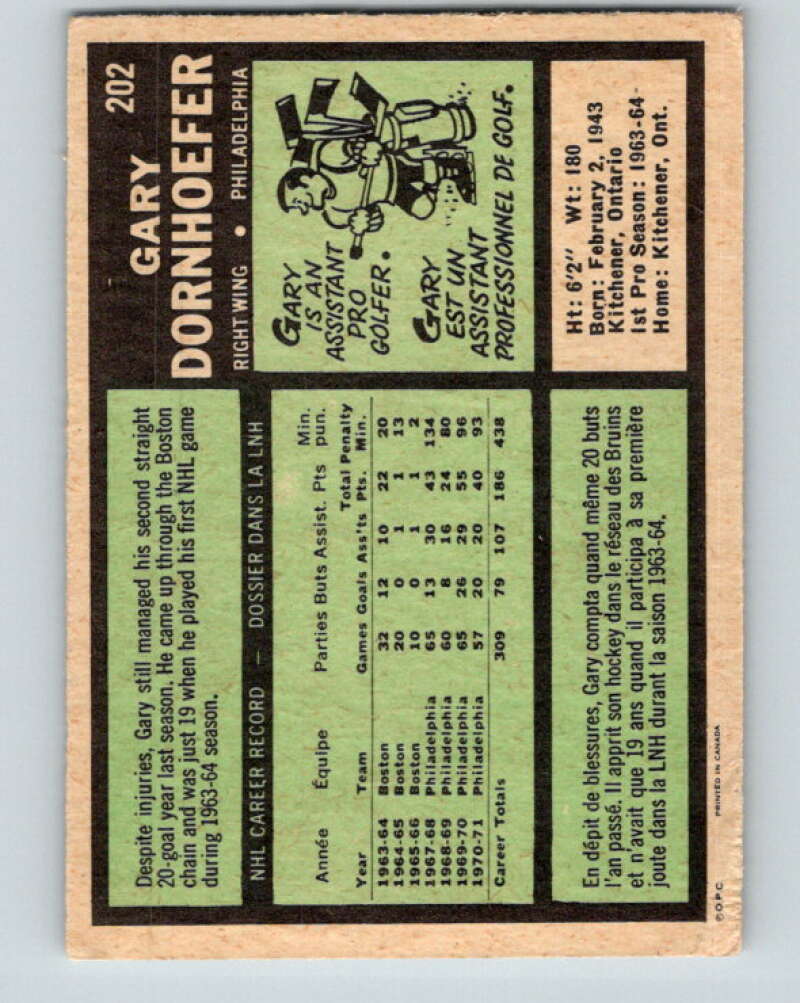 202
GARY
DORNHOEFER
RIGHT WING • PHILADELPHIA
GARY
IS AN
ASSISTANT
PRO
GOLFER.
GARY
EST UN
ASSISTANT
PROFESSIONNEL DE GOLF.
Ht: 6'2" Wt: 180
Born: February 2, 1943
Kitchener, Ontario
1st Pro Season: 1963-64
Home: Kitchener, Ont.
Despite injuries, Gary still managed his second straight
20-goal year last season. He came up through the Boston
chain and was just 19 when he played his first NHL game
during 1963-64 season.
NHL CAREER RECORD — DOSSIER DANS LA LNH
Min.
Année Équipe Parties Buts Assist. Pts pun.
Total Penalty
Year Team Games Goals Ass'ts Pts. Min.
1963-64 Boston 32 12 10 22 20
1964-65 Boston 20 0 1 1 13
1965-66 Boston 10 0 1 1 2
1967-68 Philadelphia 65 13 30 43 134
1968-69 Philadelphia 60 8 16 24 80
1969-70 Philadelphia 65 26 29 55 96
1970-71 Philadelphia 57 20 20 40 93
Career Totals 309 79 107 186 438
En dépit de blessures, Gary compta quand même 20 buts
l'an passé. Il apprit son hockey dans le réseau des Bruins
et n'avait que 19 ans quand il participa à sa première
joute dans la LNH durant la saison 1963-64.
© O.P.C. PRINTED IN CANADA